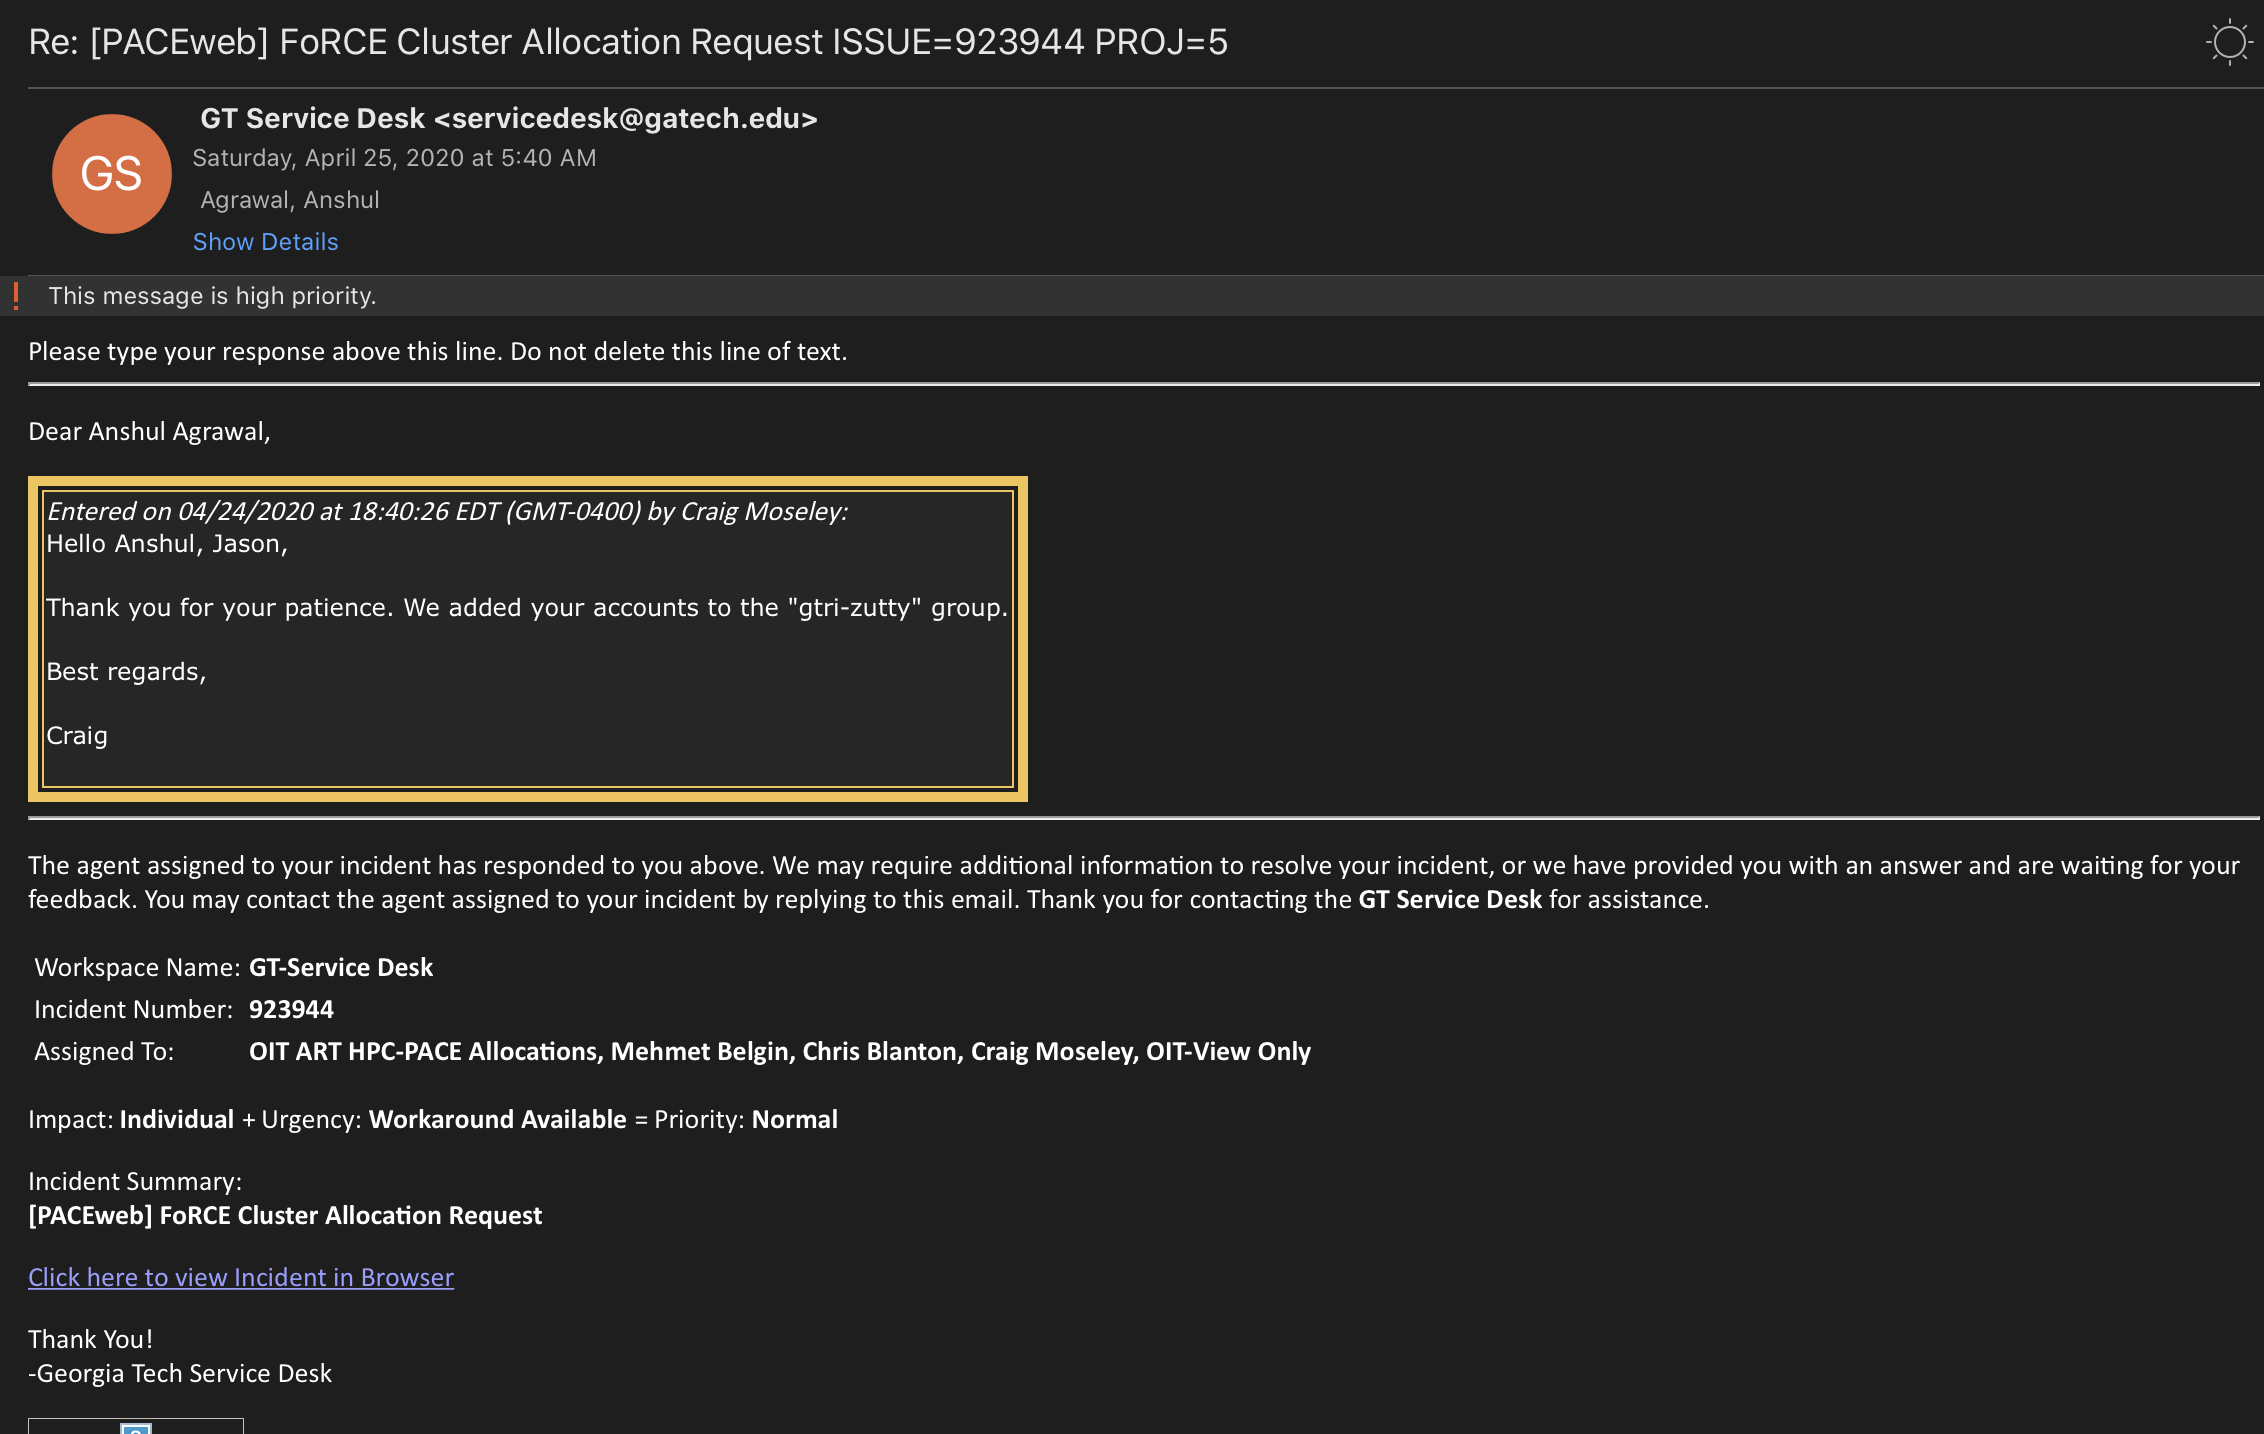 Re: [PACEweb] FoRCE Cluster Allocation Request ISSUE=923944 PROJ=5
GS
GT Service Desk <servicedesk@gatech.edu>
Saturday, April 25, 2020 at 5:40 AM
Agrawal, Anshul
Show Details
! This message is high priority.
Please type your response above this line. Do not delete this line of text.
Dear Anshul Agrawal,
Entered on 04/24/2020 at 18:40:26 EDT (GMT-0400) by Craig Moseley:
Hello Anshul, Jason,
Thank you for your patience. We added your accounts to the "gtri-zutty" group.
Best regards,
Craig
The agent assigned to your incident has responded to you above. We may require additional information to resolve your incident, or we have provided you with an answer and are waiting for your
feedback. You may contact the agent assigned to your incident by replying to this email. Thank you for contacting the GT Service Desk for assistance.
Workspace Name: GT-Service Desk
Incident Number: 923944
Assigned To: OIT ART HPC-PACE Allocations, Mehmet Belgin, Chris Blanton, Craig Moseley, OIT-View Only
Impact: Individual + Urgency: Workaround Available = Priority: Normal
Incident Summary:
[PACEweb] FoRCE Cluster Allocation Request
Click here to view Incident in Browser
Thank You!
-Georgia Tech Service Desk